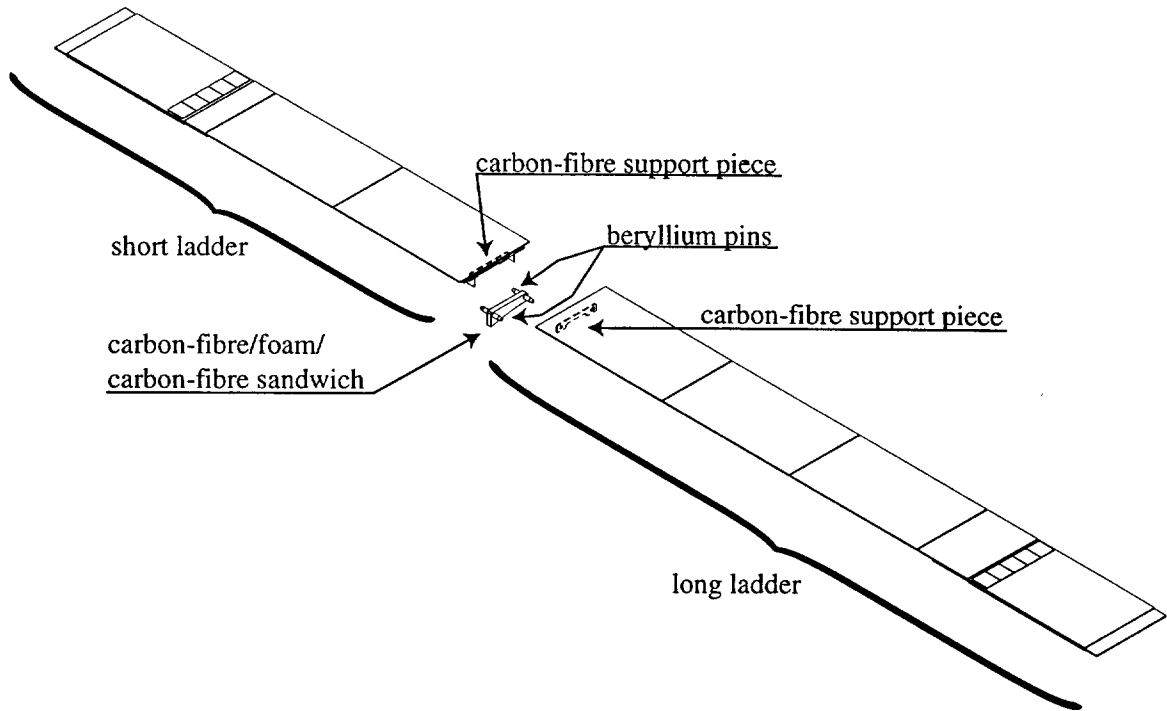 carbon-fibre support piece
short ladder
beryllium pins
carbon-fibre support piece
carbon-fibre/foam/
carbon-fibre sandwich
long ladder